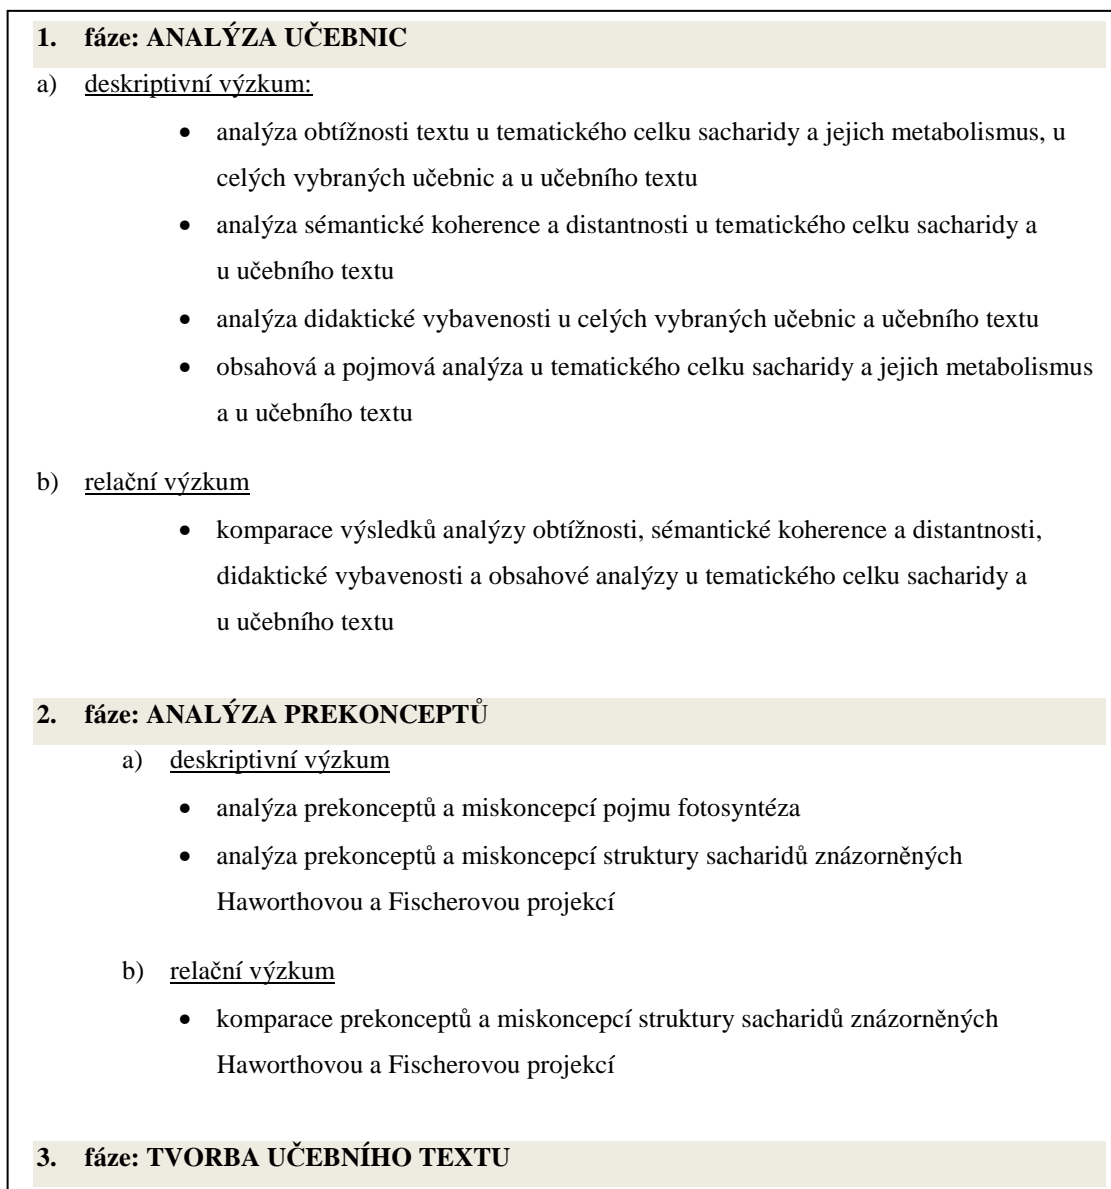 1. fáze: ANALÝZA UČEBNIC
a) deskriptivní výzkum:
• analýza obtížnosti textu u tematického celku sacharidy a jejich metabolismus, u
celých vybraných učebnic a u učebního textu
• analýza sémantické koherence a distantnosti u tematického celku sacharidy a
u učebního textu
• analýza didaktické vybavenosti u celých vybraných učebnic a učebního textu
• obsahová a pojmová analýza u tematického celku sacharidy a jejich metabolismus
a u učebního textu
b) relační výzkum
• komparace výsledků analýzy obtížnosti, sémantické koherence a distantnosti,
didaktické vybavenosti a obsahové analýzy u tematického celku sacharidy a
u učebního textu
2. fáze: ANALÝZA PREKONCEPTŮ
a) deskriptivní výzkum
• analýza prekonceptů a miskoncepcí pojmu fotosyntéza
• analýza prekonceptů a miskoncepcí struktury sacharidů znázorněných
Haworthovou a Fischerovou projekcí
b) relační výzkum
• komparace prekonceptů a miskoncepcí struktury sacharidů znázorněných
Haworthovou a Fischerovou projekcí
3. fáze: TVORBA UČEBNÍHO TEXTU